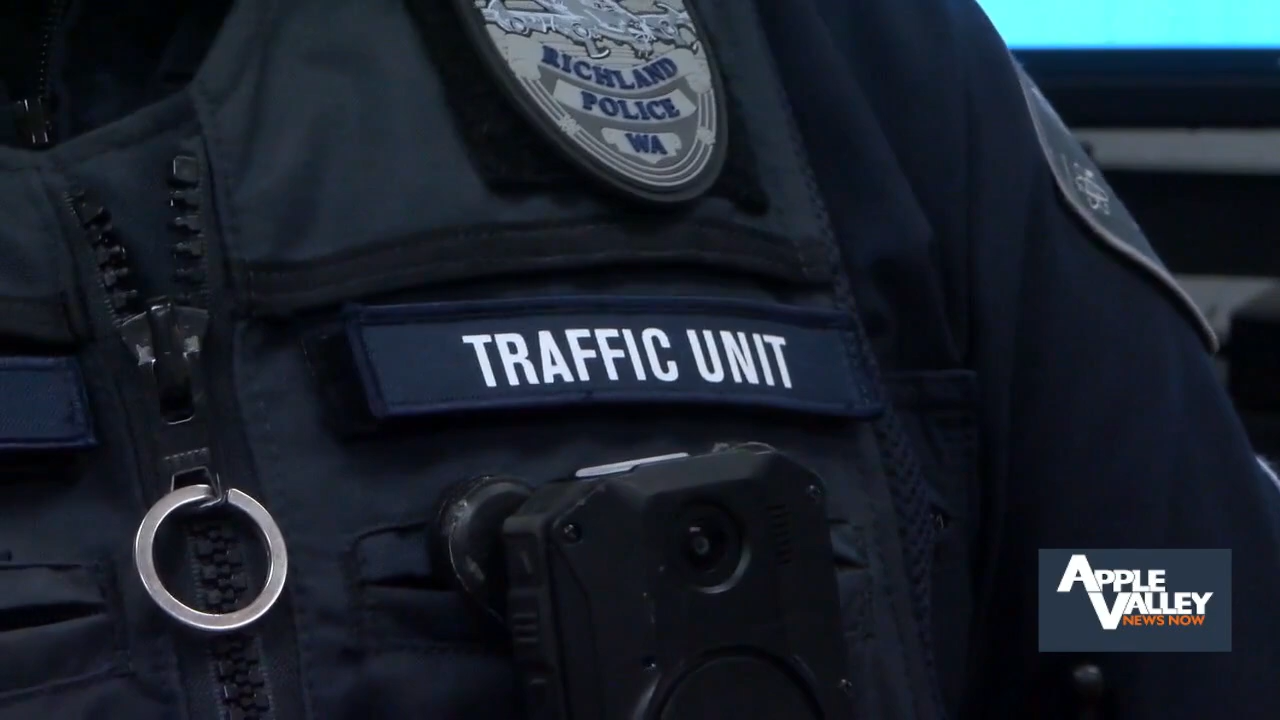 RICHLAND
POLICE
WA
TRAFFIC UNIT
APPLE
VALLEY
NEWS NOW